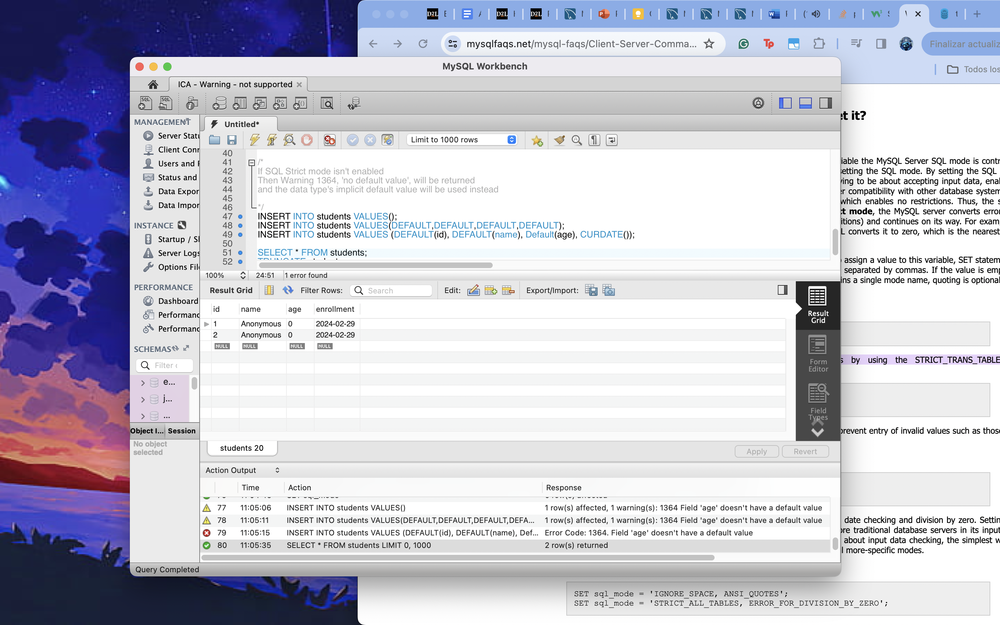 D2L
D2L
D2L
mysqlfaqs.net/mysql-faqs/Client-Server-Comma...
Finalizar actualiz
Todos los
MySQL Workbench
ICA - Warning - not supported
MANAGEMENT
Server Statu
Client Conn
Users and P
Status and
Data Expor
Data Impor
INSTANCE
Startup / Sh
Server Logs
Options File
PERFORMANCE
Dashboard
Performanc
Performanc
SCHEMAS
Filter
e...
j...
...
Object I... Session
No object
selected
Untitled*
Limit to 1000 rows
40
41 /*
42 If SQL Strict mode isn't enabled
43 Then Warning 1364, 'no default value', will be returned
44 and the data type's implicit default value will be used instead
45
46 */
47 INSERT INTO students VALUES();
48 INSERT INTO students VALUES(DEFAULT,DEFAULT,DEFAULT,DEFAULT);
49 INSERT INTO students VALUES (DEFAULT(id), DEFAULT(name), Default(age), CURDATE());
50
51 SELECT * FROM students;
52
100% 24:51 1 error found
Result Grid Filter Rows: Search Edit: Export/Import:
id name age enrollment
1 Anonymous 0 2024-02-29
2 Anonymous 0 2024-02-29
NULL NULL NULL NULL
Result
Grid
Form
Editor
Field
Types
students 20
Apply Revert
Action Output
Time Action Response
77 11:05:06 INSERT INTO students VALUES() 1 row(s) affected, 1 warning(s): 1364 Field 'age' doesn't have a default value
78 11:05:11 INSERT INTO students VALUES(DEFAULT,DEFAULT,DEFAULT,DEFA... 1 row(s) affected, 1 warning(s): 1364 Field 'age' doesn't have a default value
79 11:05:15 INSERT INTO students VALUES (DEFAULT(id), DEFAULT(name), Def... Error Code: 1364. Field 'age' doesn't have a default value
80 11:05:35 SELECT * FROM students LIMIT 0, 1000 2 row(s) returned
Query Completed
et it?
iable the MySQL Server SQL mode is contr
setting the SQL mode. By setting the SQL
ving to be about accepting input data, enal
er compatibility with other database system
which enables no restrictions. Thus, the s
ct mode, the MySQL server converts error
itions) and continues on its way. For examp
L converts it to zero, which is the nearest
assign a value to this variable, SET statem
separated by commas. If the value is emp
ins a single mode name, quoting is optional
s by using the STRICT_TRANS_TABLE
prevent entry of invalid values such as those
date checking and division by zero. Settin
ore traditional database servers in its input
about input data checking, the simplest w
l more-specific modes.
SET sql_mode = 'IGNORE_SPACE, ANSI_QUOTES';
SET sql_mode = 'STRICT_ALL_TABLES, ERROR_FOR_DIVISION_BY_ZERO';